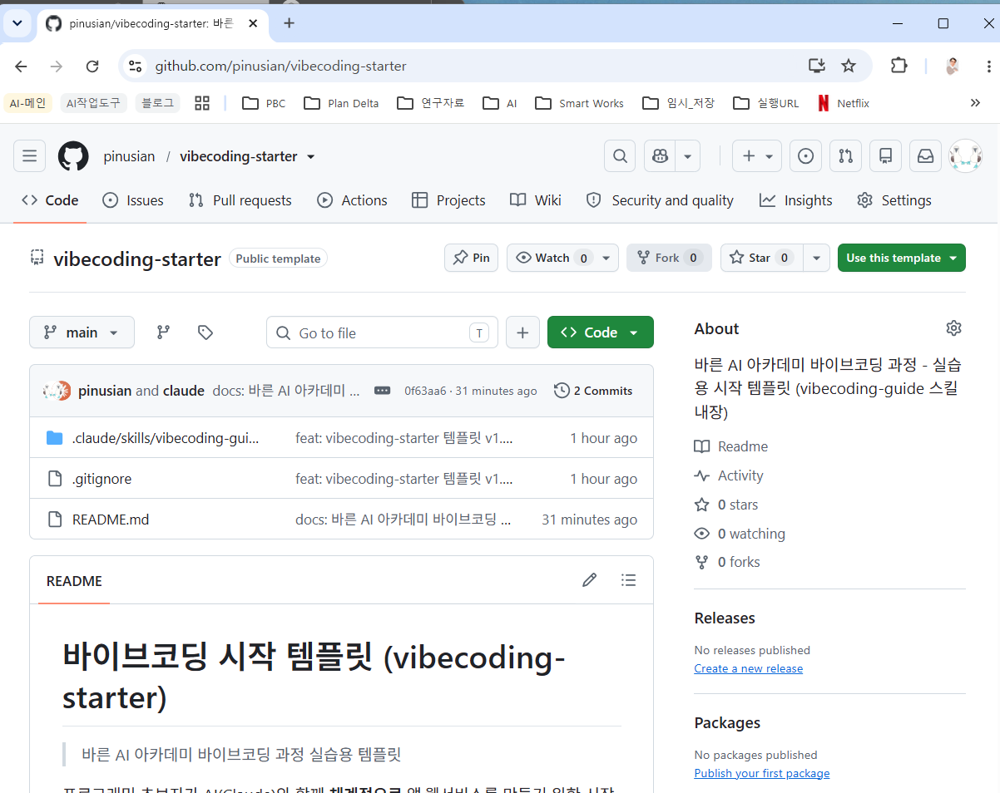 pinusian/vibecoding-starter: 바른
github.com/pinusian/vibecoding-starter
AI-메인 AI작업도구 블로그 PBC Plan Delta 연구자료 AI Smart Works 임시_저장 실행URL Netflix
pinusian / vibecoding-starter
Code Issues Pull requests Actions Projects Wiki Security and quality Insights Settings
vibecoding-starter Public template Pin Watch 0 Fork 0 Star 0 Use this template
main Go to file T Code
pinusian and claude docs: 바른 AI 아카데미 ... 0f63aa6 · 31 minutes ago 2 Commits
.claude/skills/vibecoding-gui... feat: vibecoding-starter 템플릿 v1.... 1 hour ago
.gitignore feat: vibecoding-starter 템플릿 v1.... 1 hour ago
README.md docs: 바른 AI 아카데미 바이브코딩 ... 31 minutes ago
README
바이브코딩 시작 템플릿 (vibecoding-
starter)
바른 AI 아카데미 바이브코딩 과정 실습용 템플릿
프로그래밍 초보자가 AI(Claude)와 함께 체계적으로 앱·웹서비스를 만들기 위한 시작
About
바른 AI 아카데미 바이브코딩 과정 - 실습
용 시작 템플릿 (vibecoding-guide 스킬
내장)
Readme
Activity
0 stars
0 watching
0 forks
Releases
No releases published
Create a new release
Packages
No packages published
Publish your first package